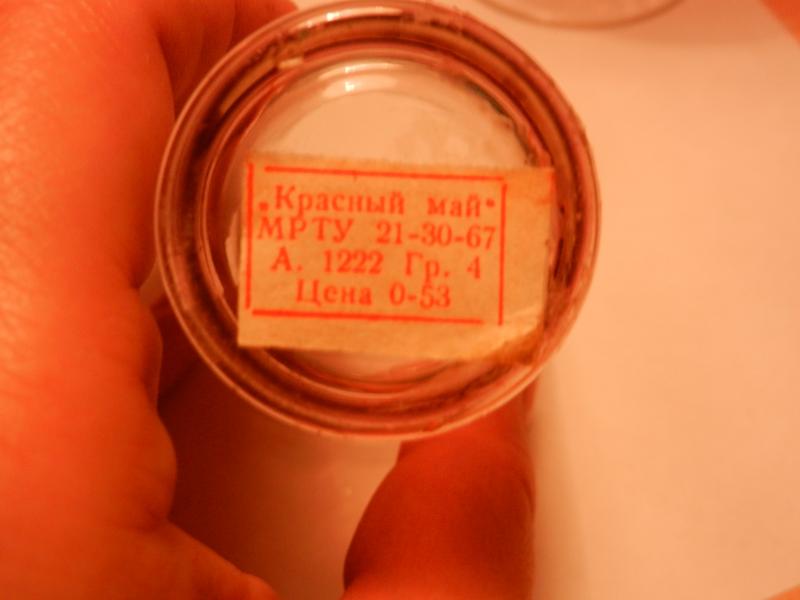 „Красный май“
МРТУ 21-30-67
А. 1222 Гр. 4
Цена 0-53